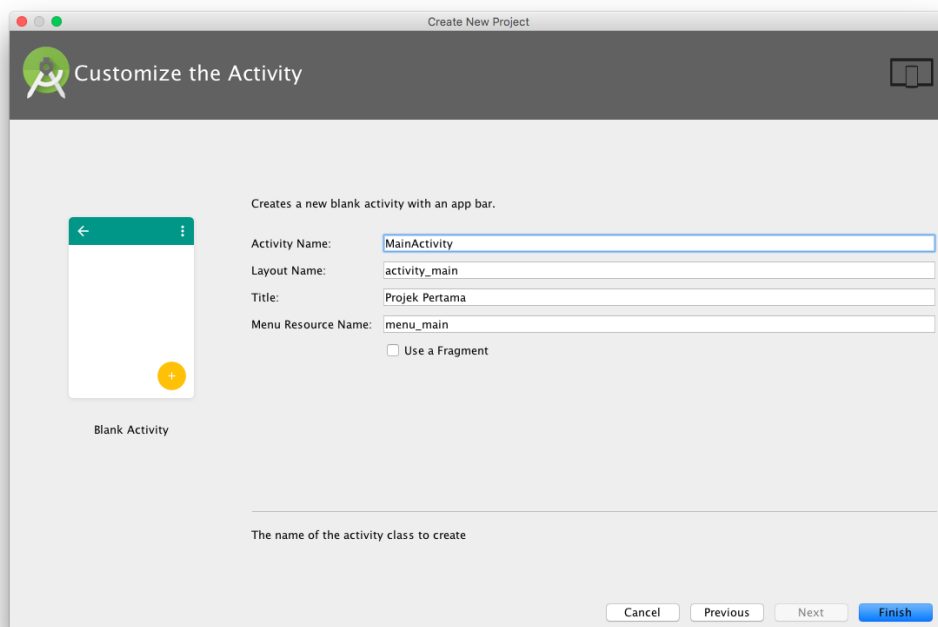 Create New Project
Customize the Activity
Creates a new blank activity with an app bar.
Activity Name: MainActivity
Layout Name: activity_main
Title: Projek Pertama
Menu Resource Name: menu_main
Use a Fragment
Blank Activity
The name of the activity class to create
Cancel Previous Next Finish